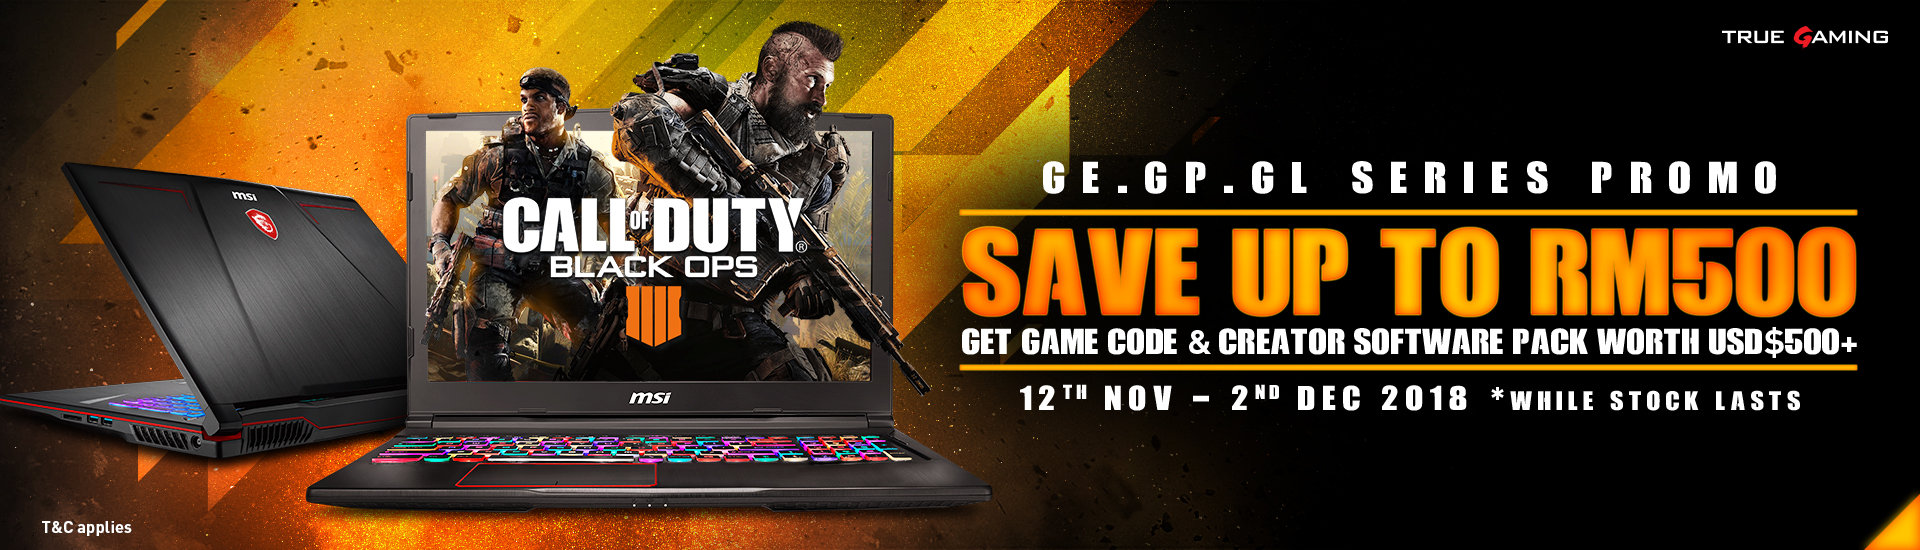 TRUE GAMING
msi
CALL OF DUTY®
BLACK OPS
IIII
msi
GE.GP.GL SERIES PROMO
SAVE UP TO RM500
GET GAME CODE & CREATOR SOFTWARE PACK WORTH USD$500+
12TH NOV - 2ND DEC 2018 *WHILE STOCK LASTS
T&C applies